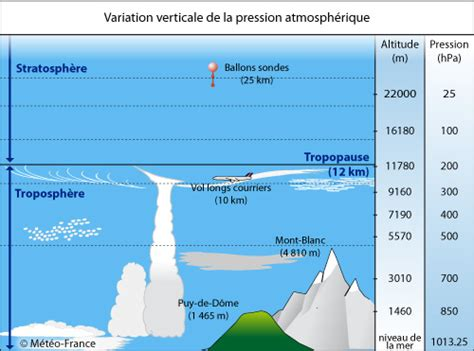 Variation verticale de la pression atmosphérique
Altitude
(m)
Pression
(hPa)
Stratosphère
Ballons sondes
(25 km)
22000
25
16180
100
Tropopause
(12 km)
11780
200
Troposphère
Vol longs courriers
(10 km)
9160
300
7190
400
5570
500
Mont-Blanc
(4 810 m)
3010
700
Puy-de-Dôme
(1 465 m)
1460
850
© Météo-France
niveau de
la mer
1013.25